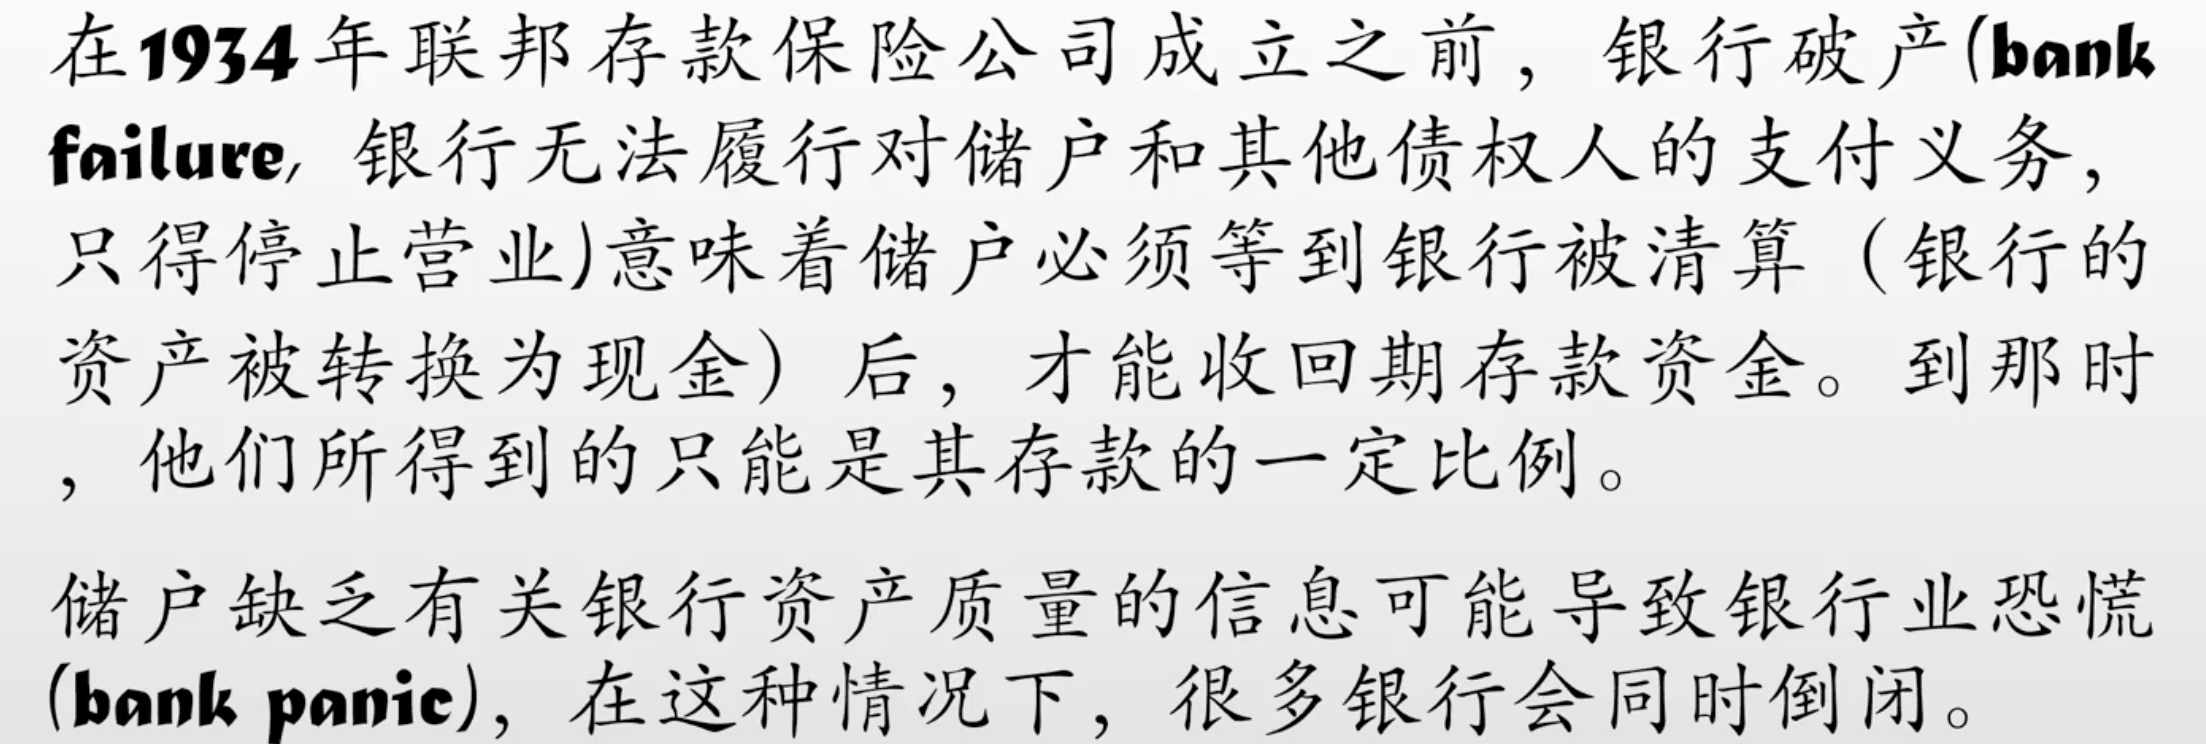 在1934年联邦存款保险公司成立之前，银行破产(bank
failure, 银行无法履行对储户和其他债权人的支付义务，
只得停止营业)意味着储户必须等到银行被清算（银行的
资产被转换为现金）后，才能收回期存款资金。到那时
，他们所得到的只能是其存款的一定比例。
储户缺乏有关银行资产质量的信息可能导致银行业恐慌
(bank panic)，在这种情况下，很多银行会同时倒闭。